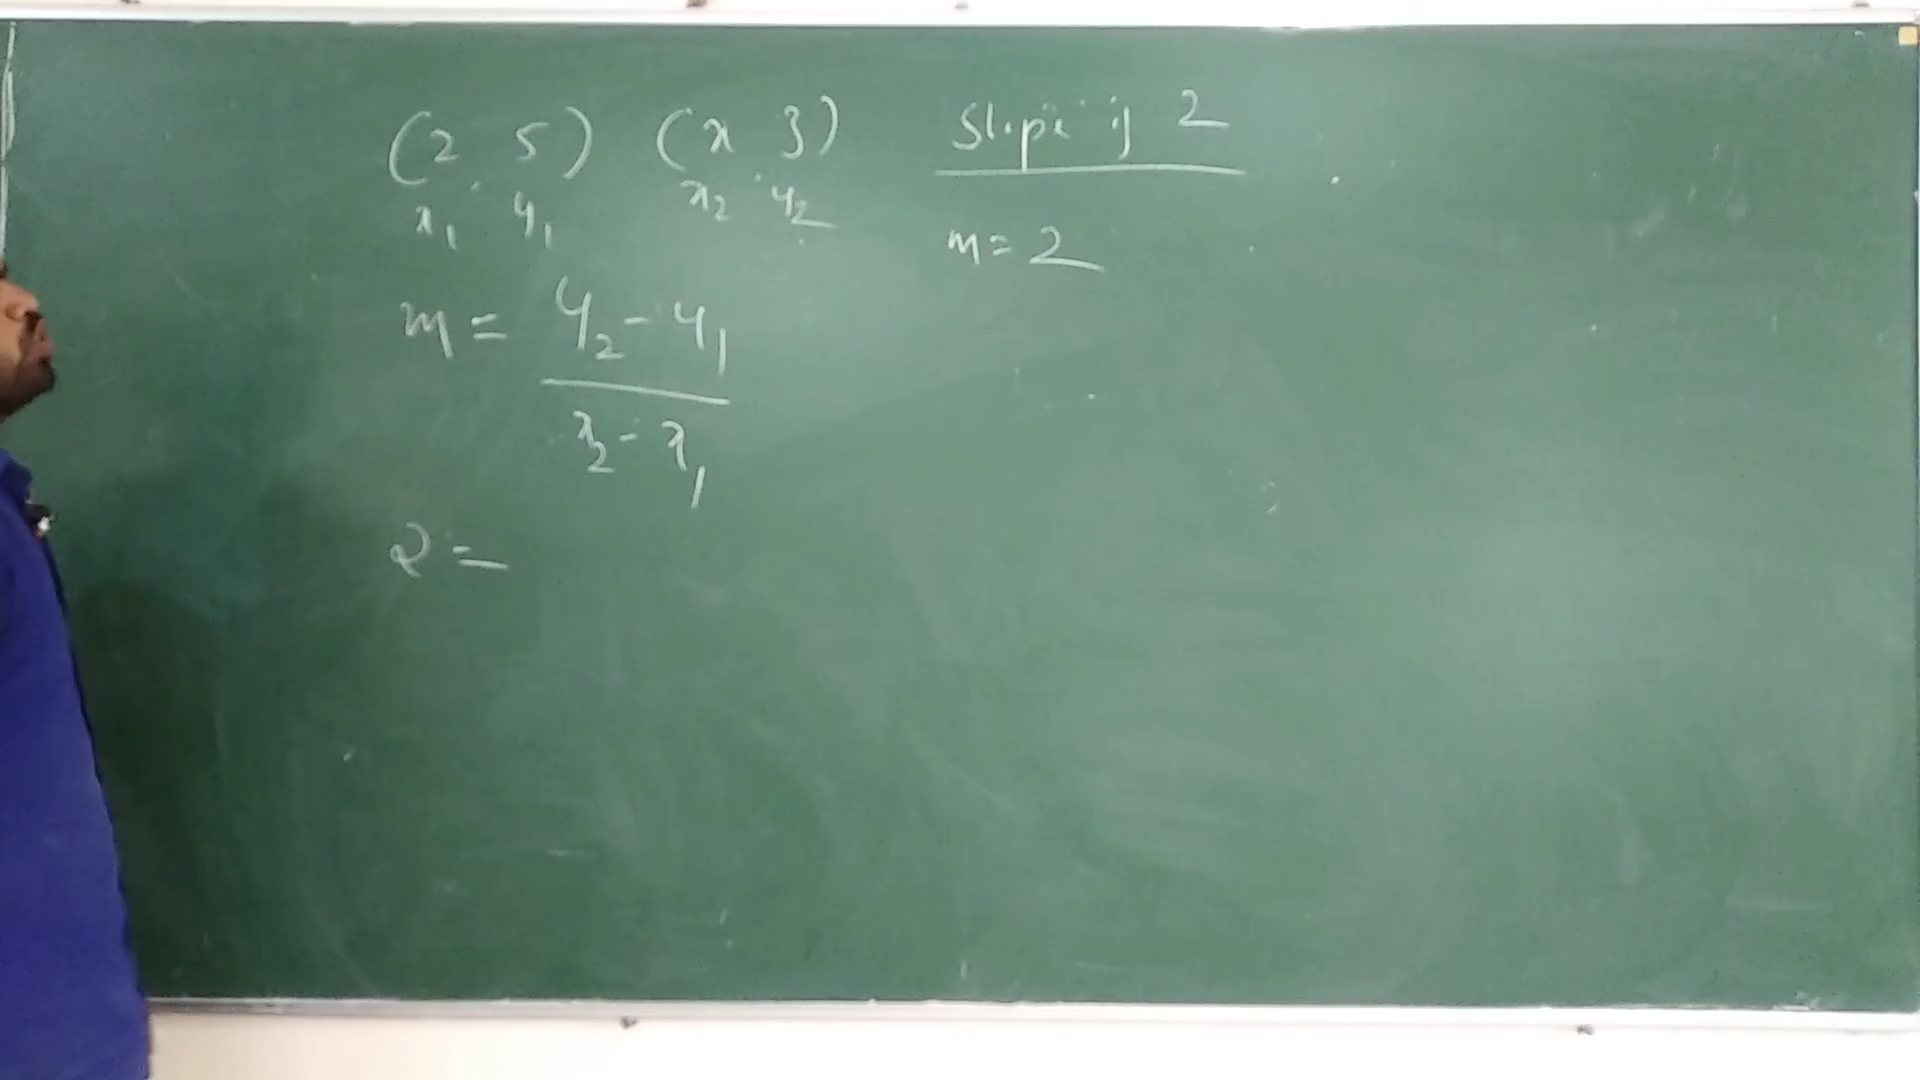 (2 5) (x 3) Slope is 2
x₁ y₁ x₂ y₂
m = 2
m = y₂ - y₁
x₂ - x₁
2 =